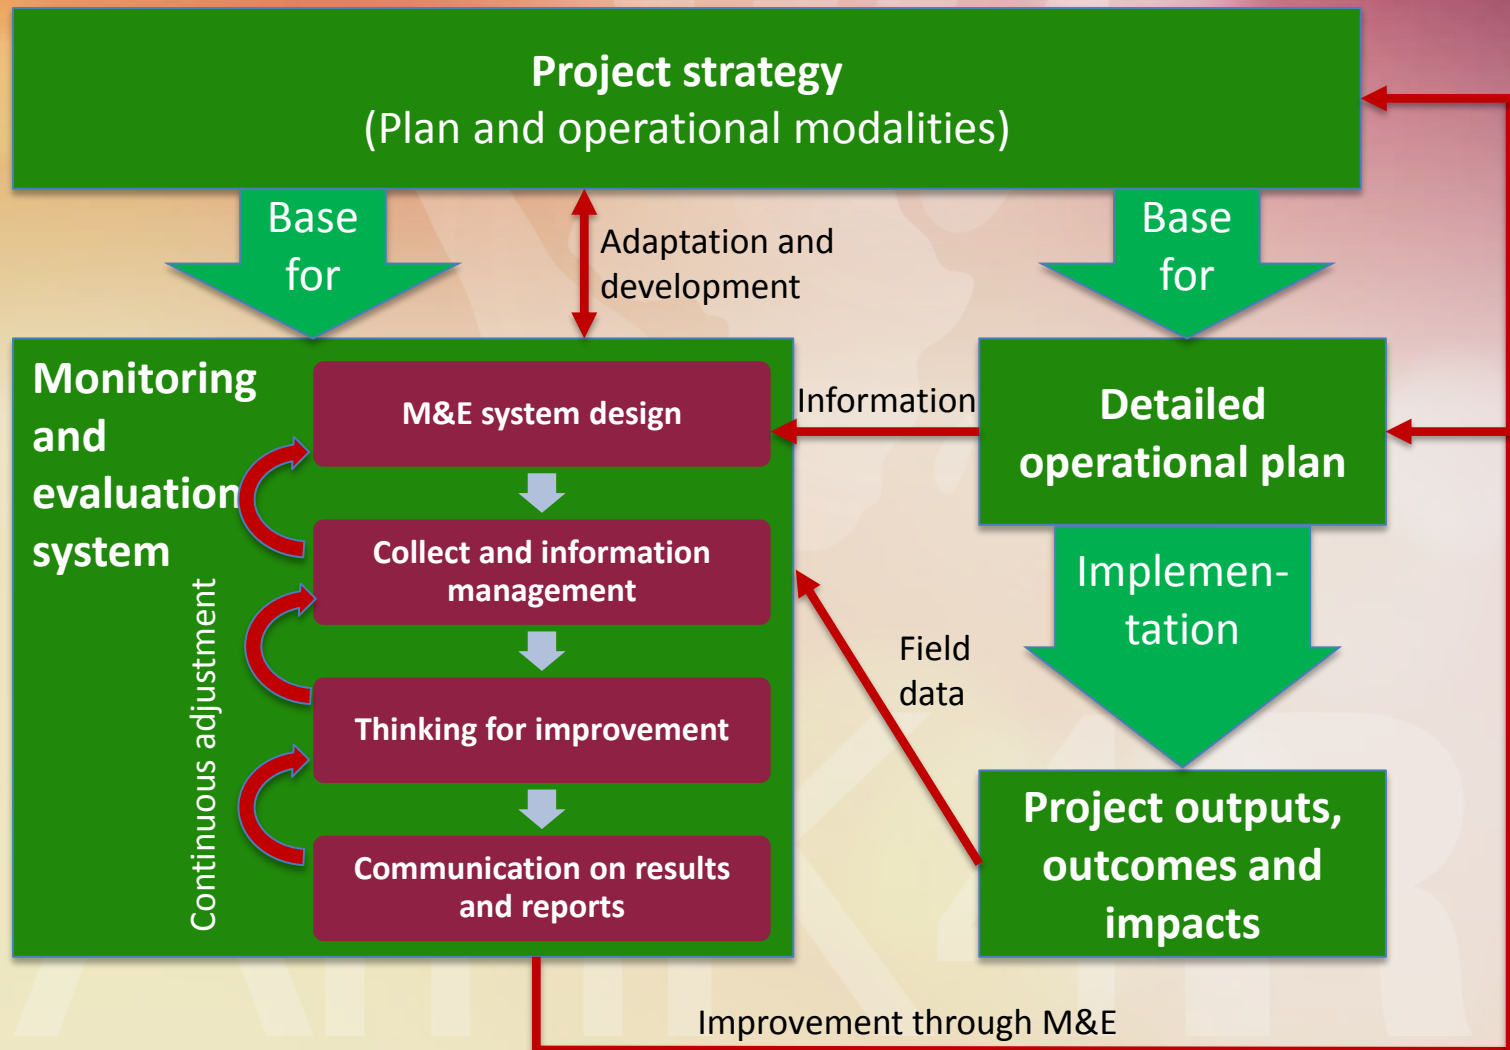 Project strategy
(Plan and operational modalities)
Base
for
Adaptation and
development
Base
for
Monitoring
and
evaluation
system
M&E system design
Collect and information
management
Thinking for improvement
Communication on results
and reports
Continuous adjustment
Information
Detailed
operational plan
Implemen-
tation
Field
data
Project outputs,
outcomes and
impacts
Improvement through M&E